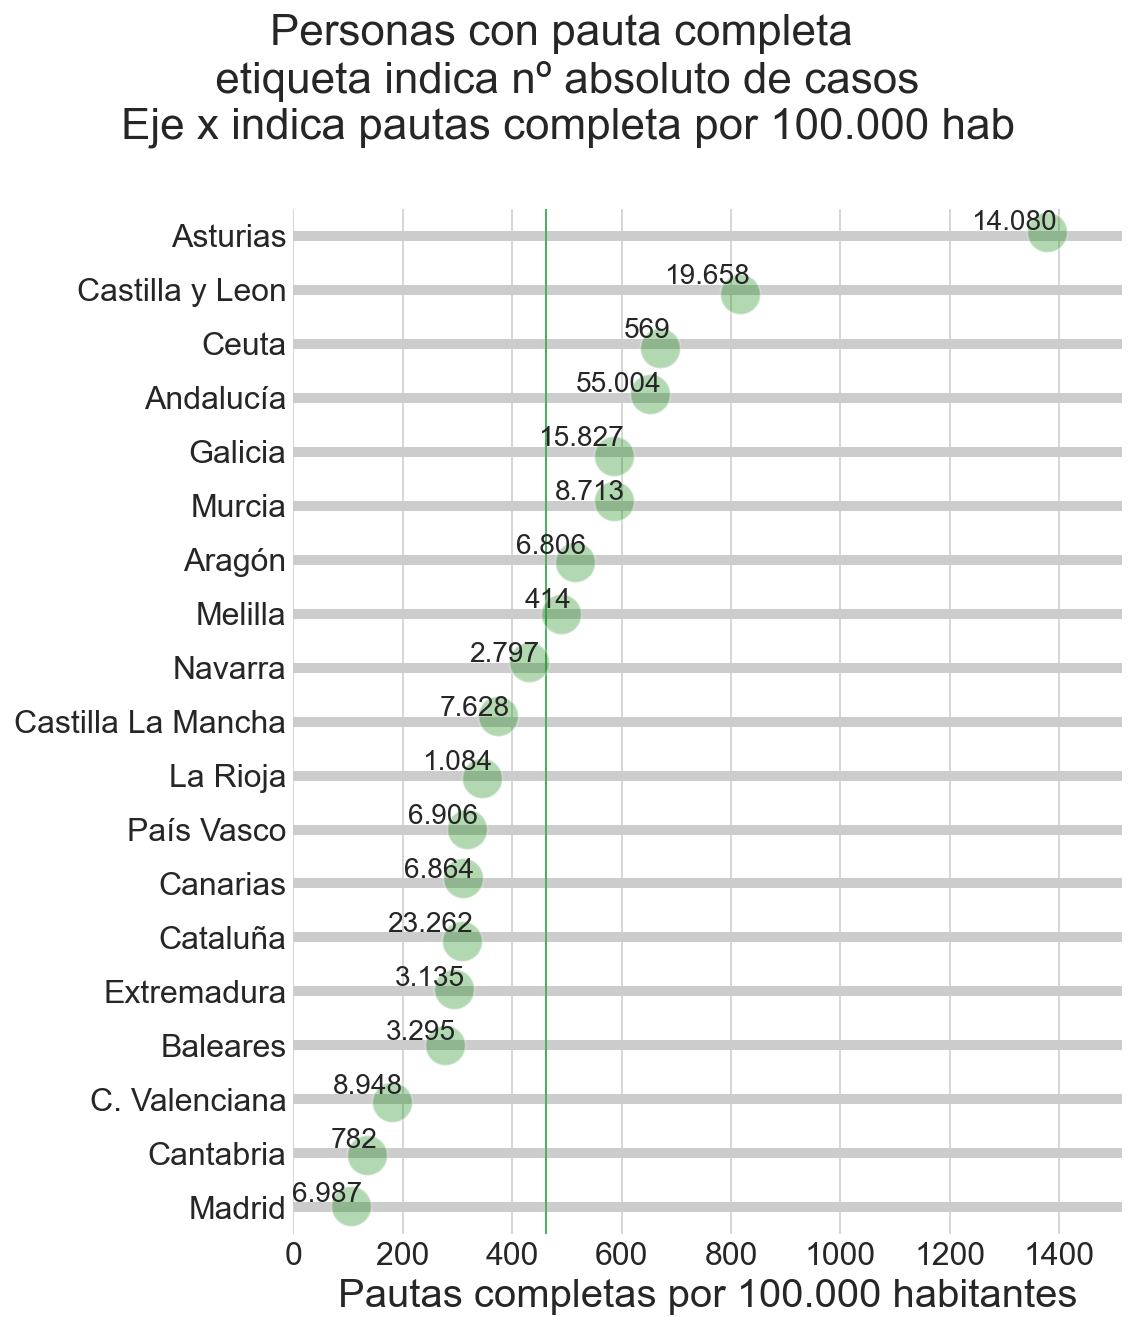 Personas con pauta completa
etiqueta indica nº absoluto de casos
Eje x indica pautas completa por 100.000 hab
Asturias 14.080
Castilla y Leon 19.658
Ceuta 569
Andalucía 55.004
Galicia 15.827
Murcia 8.713
Aragón 6.806
Melilla 414
Navarra 2.797
Castilla La Mancha 7.628
La Rioja 1.084
País Vasco 6.906
Canarias 6.864
Cataluña 23.262
Extremadura 3.135
Baleares 3.295
C. Valenciana 8.948
Cantabria 782
Madrid 6.987
0 200 400 600 800 1000 1200 1400
Pautas completas por 100.000 habitantes